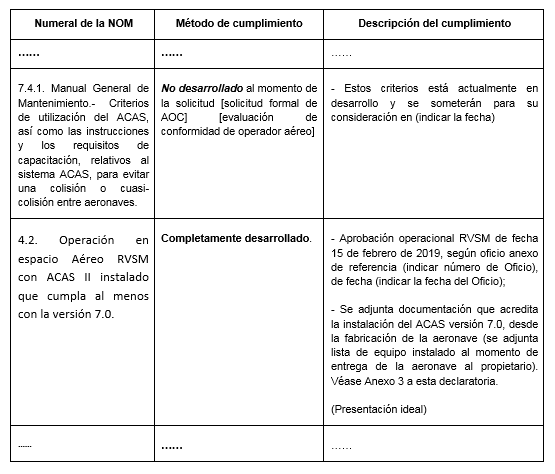 Numeral de la NOM
Método de cumplimiento
Descripción del cumplimiento
......
......
......
7.4.1. Manual General de
Mantenimiento.- Criterios
de utilización del ACAS,
así como las instrucciones
y los requisitos de
capacitación, relativos al
sistema ACAS, para evitar
una colisión o cuasi-
colisión entre aeronaves.
No desarrollado al momento de
la solicitud [solicitud formal de
AOC] [evaluación de
conformidad de operador aéreo]
- Estos criterios está actualmente en
desarrollo y se someterán para su
consideración en (indicar la fecha)
4.2. Operación en
espacio Aéreo RVSM
con ACAS II instalado
que cumpla al menos
con la versión 7.0.
Completamente desarrollado.
- Aprobación operacional RVSM de fecha
15 de febrero de 2019, según oficio anexo
de referencia (indicar número de Oficio),
de fecha (indicar la fecha del Oficio);
- Se adjunta documentación que acredita
la instalación del ACAS versión 7.0, desde
la fabricación de la aeronave (se adjunta
lista de equipo instalado al momento de
entrega de la aeronave al propietario).
Véase Anexo 3 a esta declaratoria.
(Presentación ideal)
......
......
......